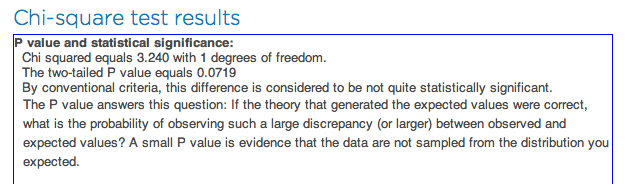 Chi-square test results
P value and statistical significance:
Chi squared equals 3.240 with 1 degrees of freedom.
The two-tailed P value equals 0.0719
By conventional criteria, this difference is considered to be not quite statistically significant.
The P value answers this question: If the theory that generated the expected values were correct,
what is the probability of observing such a large discrepancy (or larger) between observed and
expected values? A small P value is evidence that the data are not sampled from the distribution you
expected.